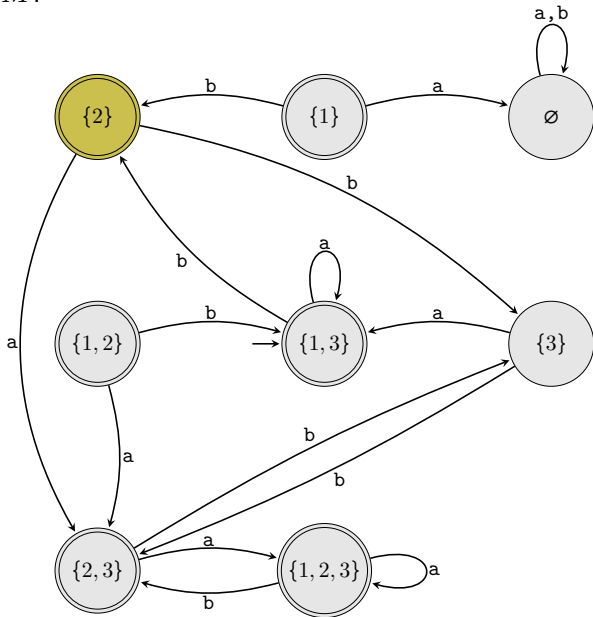 a,b
b
a
{2}
{1}
∅
b
a
b
b
a
a
{1, 2}
{1, 3}
{3}
a
b
a
b
a
{2, 3}
{1, 2, 3}
a
b